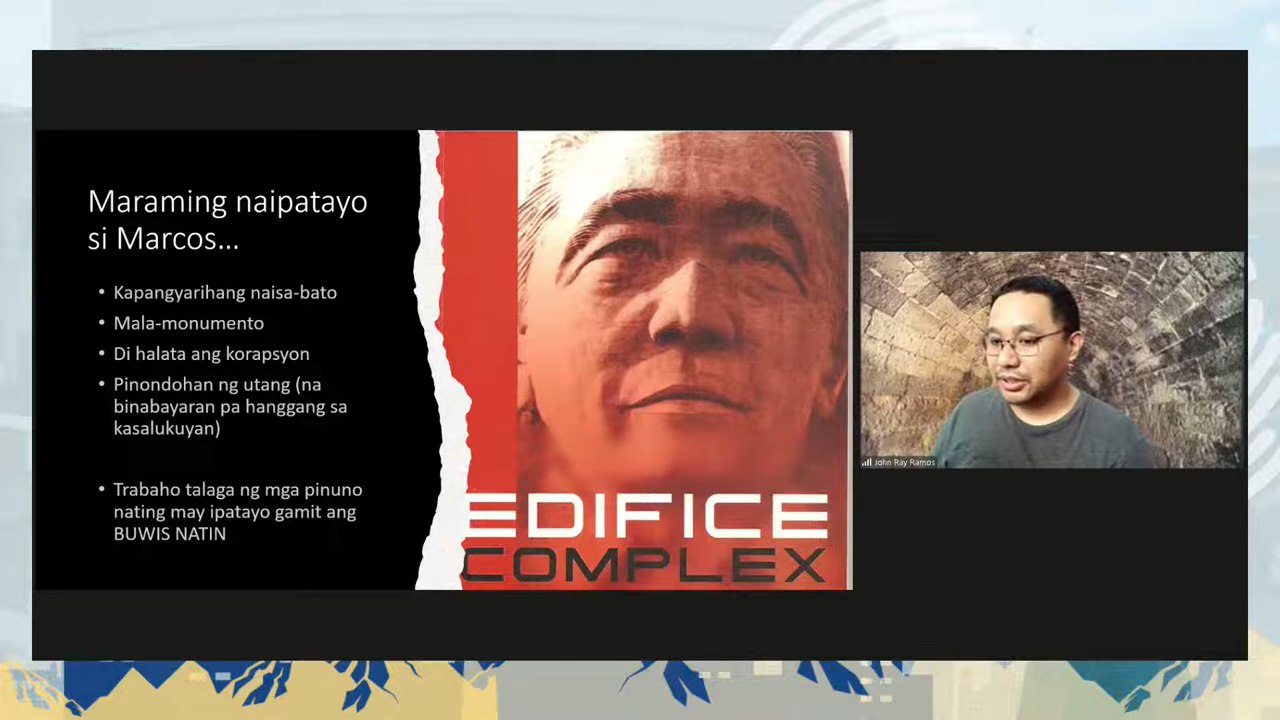 Maraming naipatayo
si Marcos...
• Kapangyarihang naisa-bato
• Mala-monumento
• Di halata ang korapsyon
• Pinondohan ng utang (na
binabayaran pa hanggang sa
kasalukuyan)
• Trabaho talaga ng mga pinuno
nating may ipatayo gamit ang
BUWIS NATIN
EDIFICE
COMPLEX
John Ray Ramos